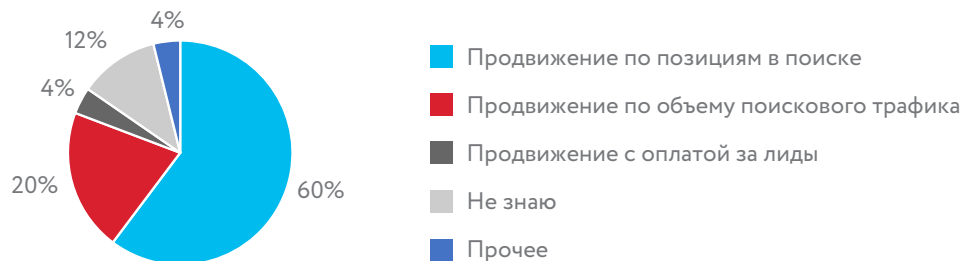 4%
12%
4%
20%
60%
Продвижение по позициям в поиске
Продвижение по объему поискового трафика
Продвижение с оплатой за лиды
Не знаю
Прочее